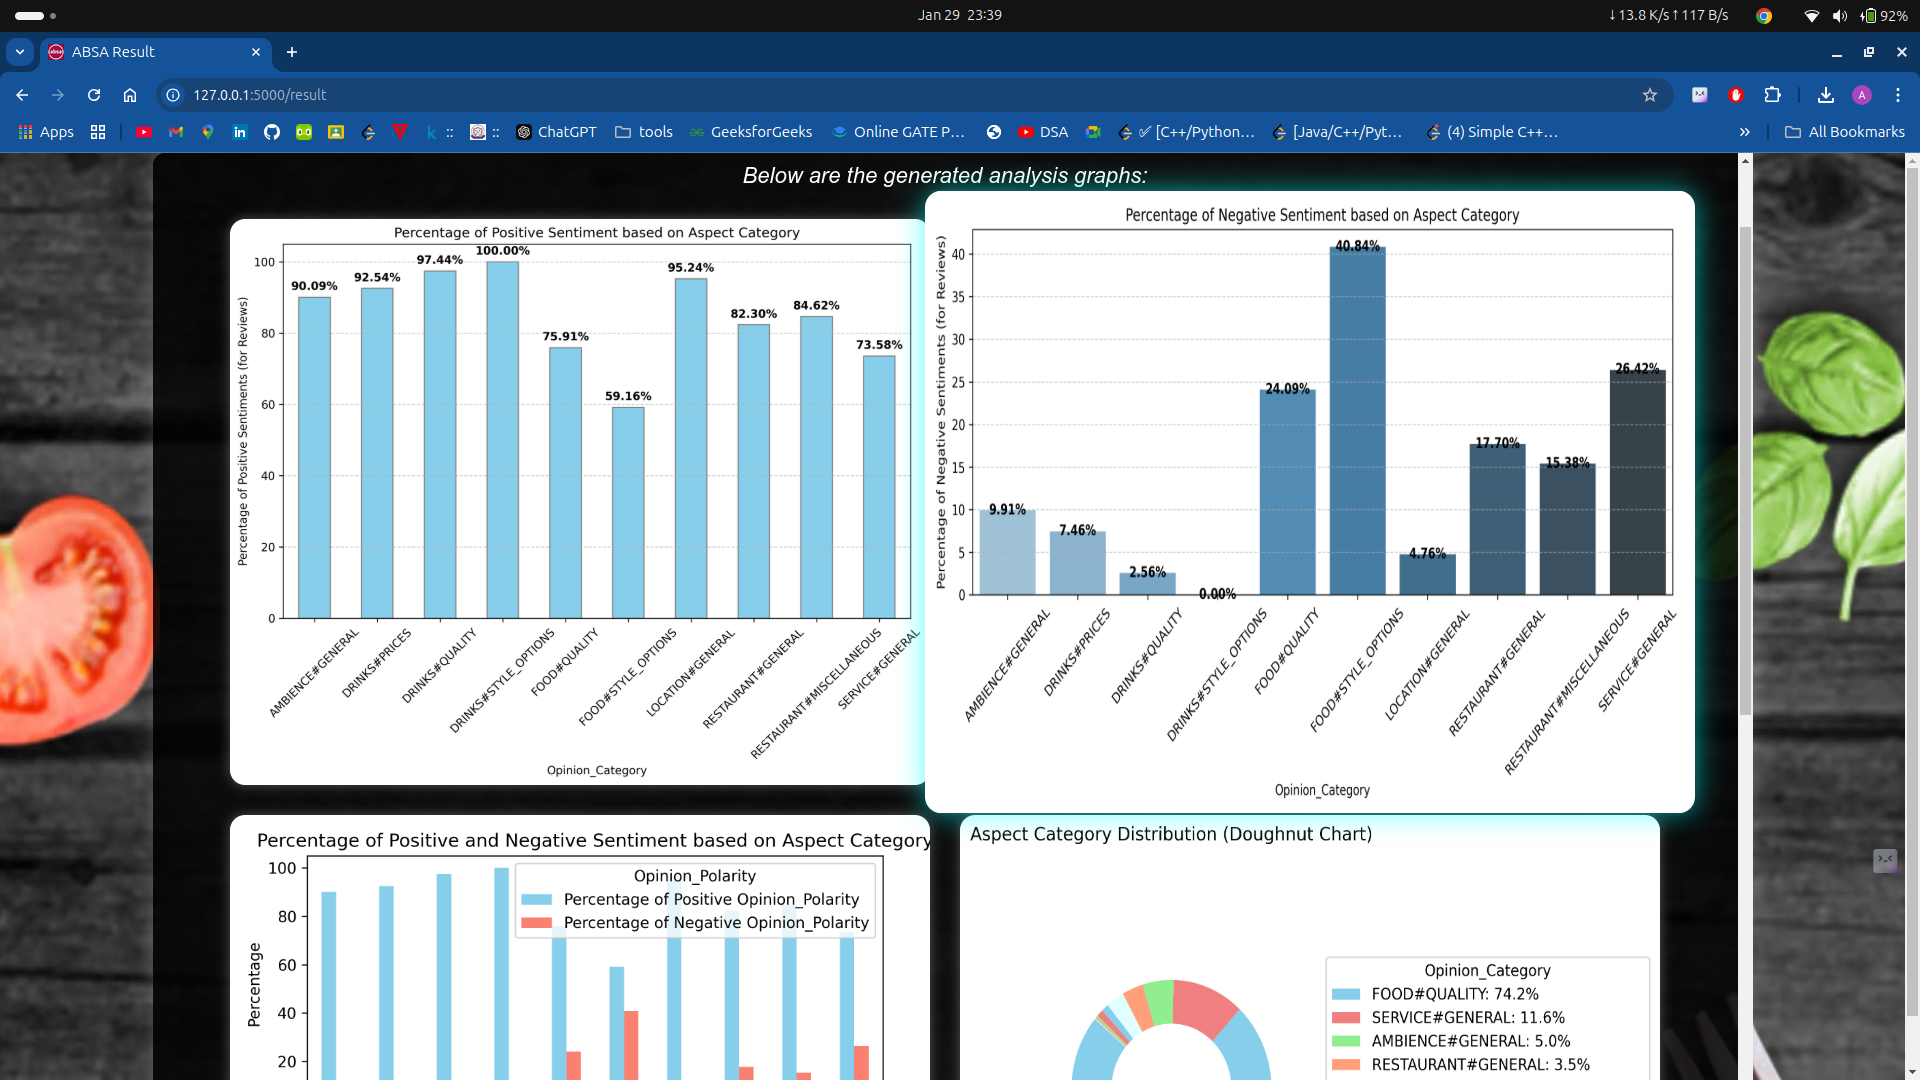 Jan 29 23:39
↓13.8 K/s↑117 B/s
92%
ABSA Result
127.0.0.1:5000/result
A
Apps
k ::
::
ChatGPT
tools
GeeksforGeeks
Online GATE P...
DSA
✓ [C++/Python...
[Java/C++/Pyt...
(4) Simple C++...
»
All Bookmarks
Below are the generated analysis graphs:
Percentage of Positive Sentiment based on Aspect Category
Percentage of Positive Sentiments (for Reviews)
100
80
60
40
20
0
90.09%
92.54%
97.44%
100.00%
75.91%
59.16%
95.24%
82.30%
84.62%
73.58%
AMBIENCE#GENERAL
DRINKS#PRICES
DRINKS#QUALITY
DRINKS#STYLE_OPTIONS
FOOD#QUALITY
FOOD#STYLE_OPTIONS
LOCATION#GENERAL
RESTAURANT#GENERAL
RESTAURANT#MISCELLANEOUS
SERVICE#GENERAL
Opinion_Category
Percentage of Negative Sentiment based on Aspect Category
Percentage of Negative Sentiments (for Reviews)
40
35
30
25
20
15
10
5
0
9.91%
7.46%
2.56%
0.00%
24.09%
40.84%
4.76%
17.70%
15.38%
26.42%
AMBIENCE#GENERAL
DRINKS#PRICES
DRINKS#QUALITY
DRINKS#STYLE_OPTIONS
FOOD#QUALITY
FOOD#STYLE_OPTIONS
LOCATION#GENERAL
RESTAURANT#GENERAL
RESTAURANT#MISCELLANEOUS
SERVICE#GENERAL
Opinion_Category
Percentage of Positive and Negative Sentiment based on Aspect Category
Percentage
100
80
60
40
20
Opinion_Polarity
Percentage of Positive Opinion_Polarity
Percentage of Negative Opinion_Polarity
Aspect Category Distribution (Doughnut Chart)
Opinion_Category
FOOD#QUALITY: 74.2%
SERVICE#GENERAL: 11.6%
AMBIENCE#GENERAL: 5.0%
RESTAURANT#GENERAL: 3.5%